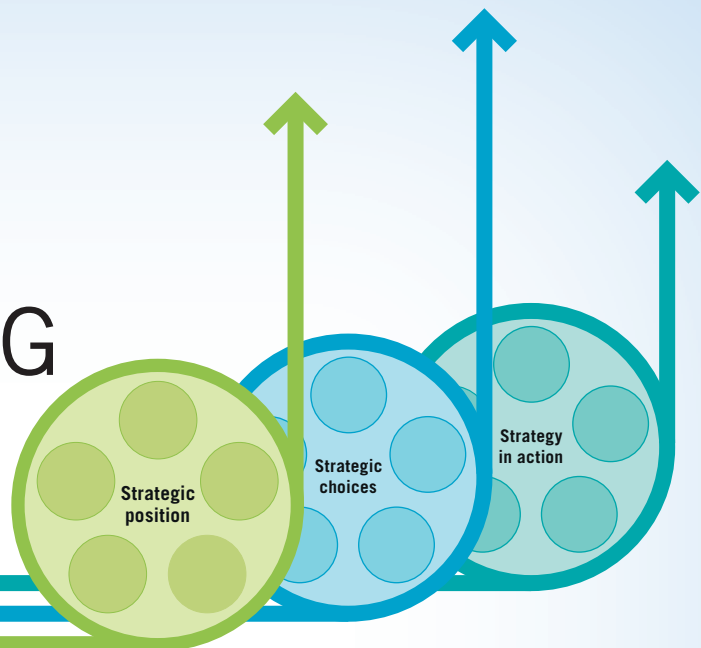 G
Strategic
position
Strategic
choices
Strategy
in action